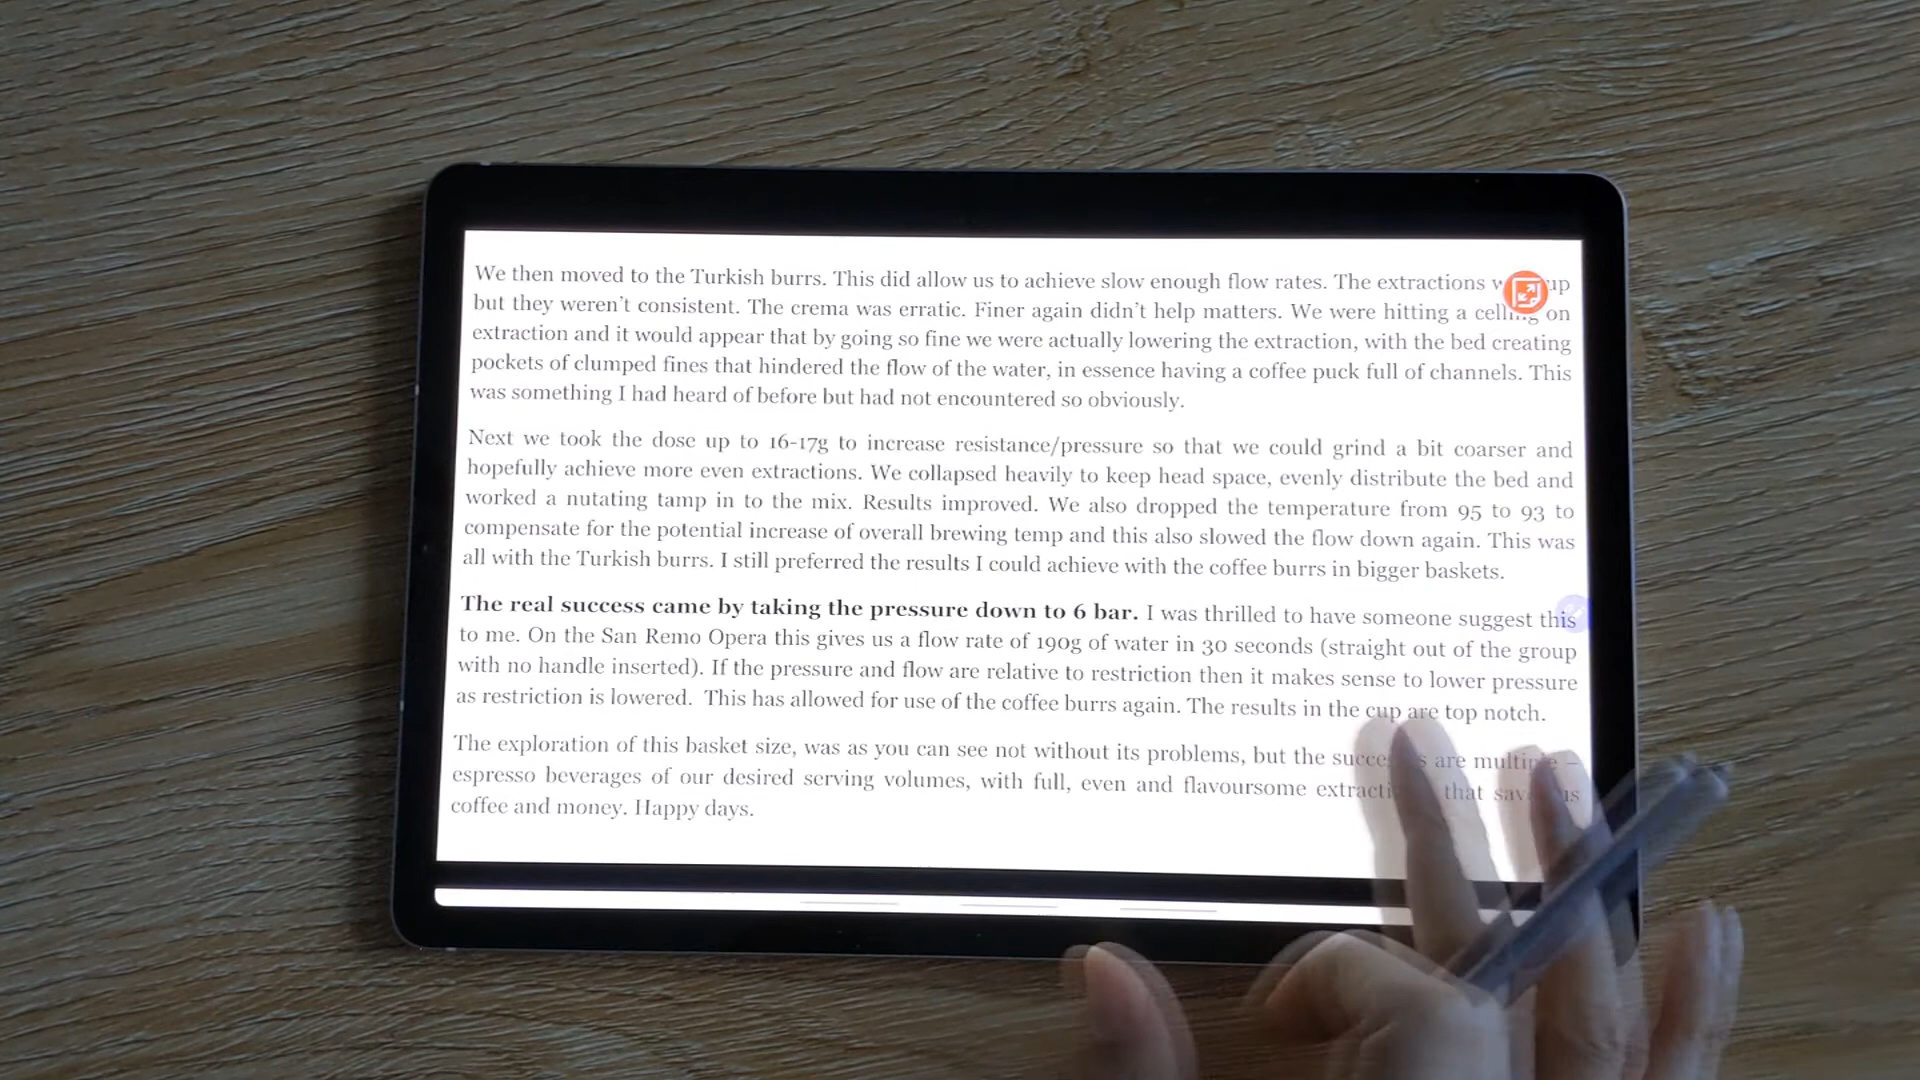 We then moved to the Turkish burrs. This did allow us to achieve slow enough flow rates. The extractions up
but they weren't consistent. The crema was erratic. Finer again didn't help matters. We were hitting a on
extraction and it would appear that by going so fine we were actually lowering the extraction, with the bed creating
pockets of clumped fines that hindered the flow of the water, in essence having a coffee puck full of channels. This
was something I had heard of before but had not encountered so obviously.
Next we took the dose up to 16-17g to increase resistance/pressure so that we could grind a bit coarser and
hopefully achieve more even extractions. We collapsed heavily to keep head space, evenly distribute the bed and
worked a nutating tamp in to the mix. Results improved. We also dropped the temperature from 95 to 93 to
compensate for the potential increase of overall brewing temp and this also slowed the flow down again. This was
all with the Turkish burrs. I still preferred the results I could achieve with the coffee burrs in bigger baskets.
The real success came by taking the pressure down to 6 bar. I was thrilled to have someone suggest this
to me. On the San Remo Opera this gives us a flow rate of 190g of water in 30 seconds (straight out of the group
with no handle inserted). If the pressure and flow are relative to restriction then it makes sense to lower pressure
as restriction is lowered. This has allowed for use of the coffee burrs again. The results in the cup are top notch.
The exploration of this basket size, was as you can see not without its problems, but the are multiple –
espresso beverages of our desired serving volumes, with full, even and flavoursome that us
coffee and money. Happy days.